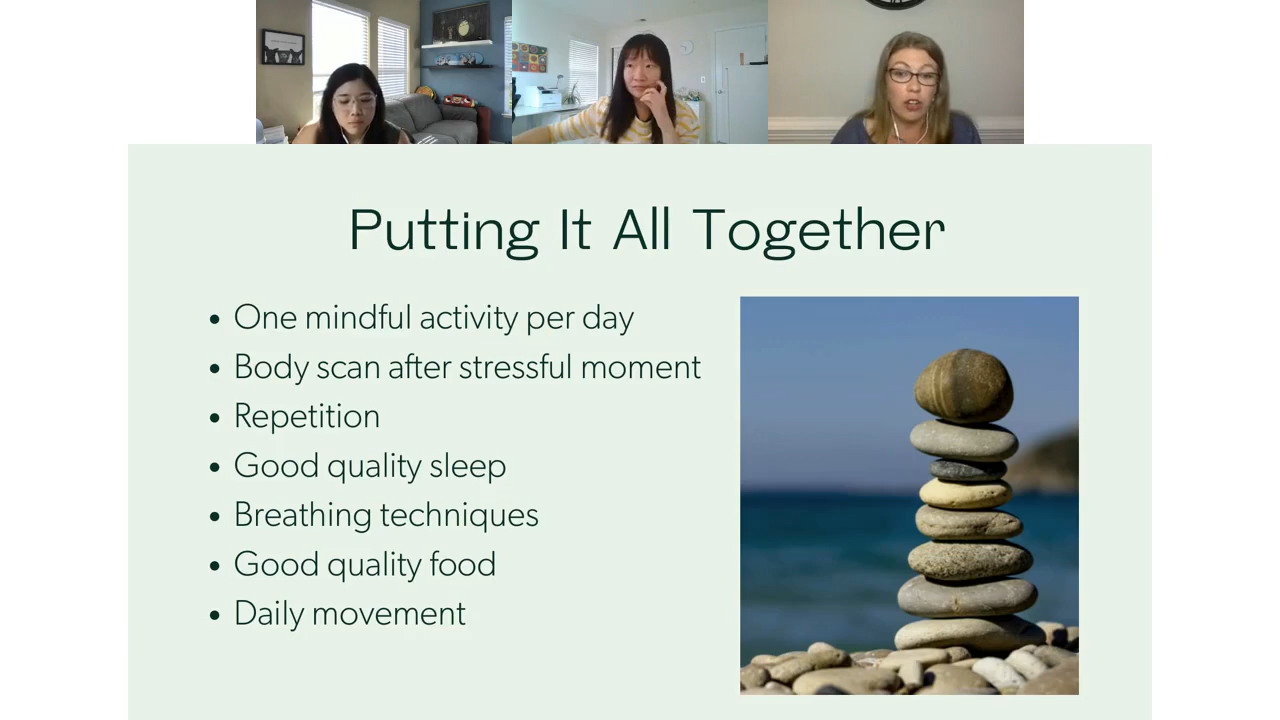 Putting It All Together
One mindful activity per day
Body scan after stressful moment
Repetition
Good quality sleep
Breathing techniques
Good quality food
Daily movement